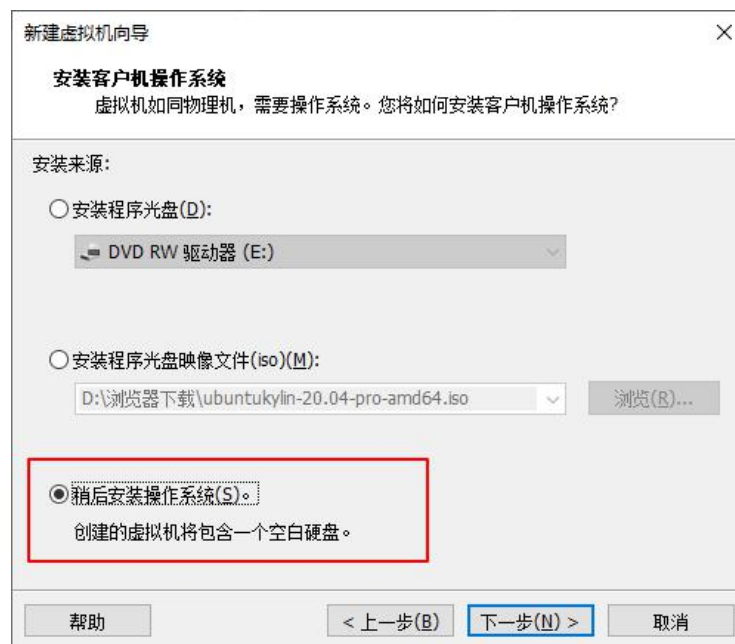 新建虚拟机向导
安装客户机操作系统
虚拟机如同物理机，需要操作系统。您将如何安装客户机操作系统?
安装来源:
安装程序光盘(D):
DVD RW 驱动器 (E:)
安装程序光盘映像文件(iso)(M):
D:\浏览器下载\ubuntukylin-20.04-pro-amd64.iso
浏览(R)...
稍后安装操作系统(S)。
创建的虚拟机将包含一个空白硬盘。
帮助
< 上一步(B)
下一步(N) >
取消